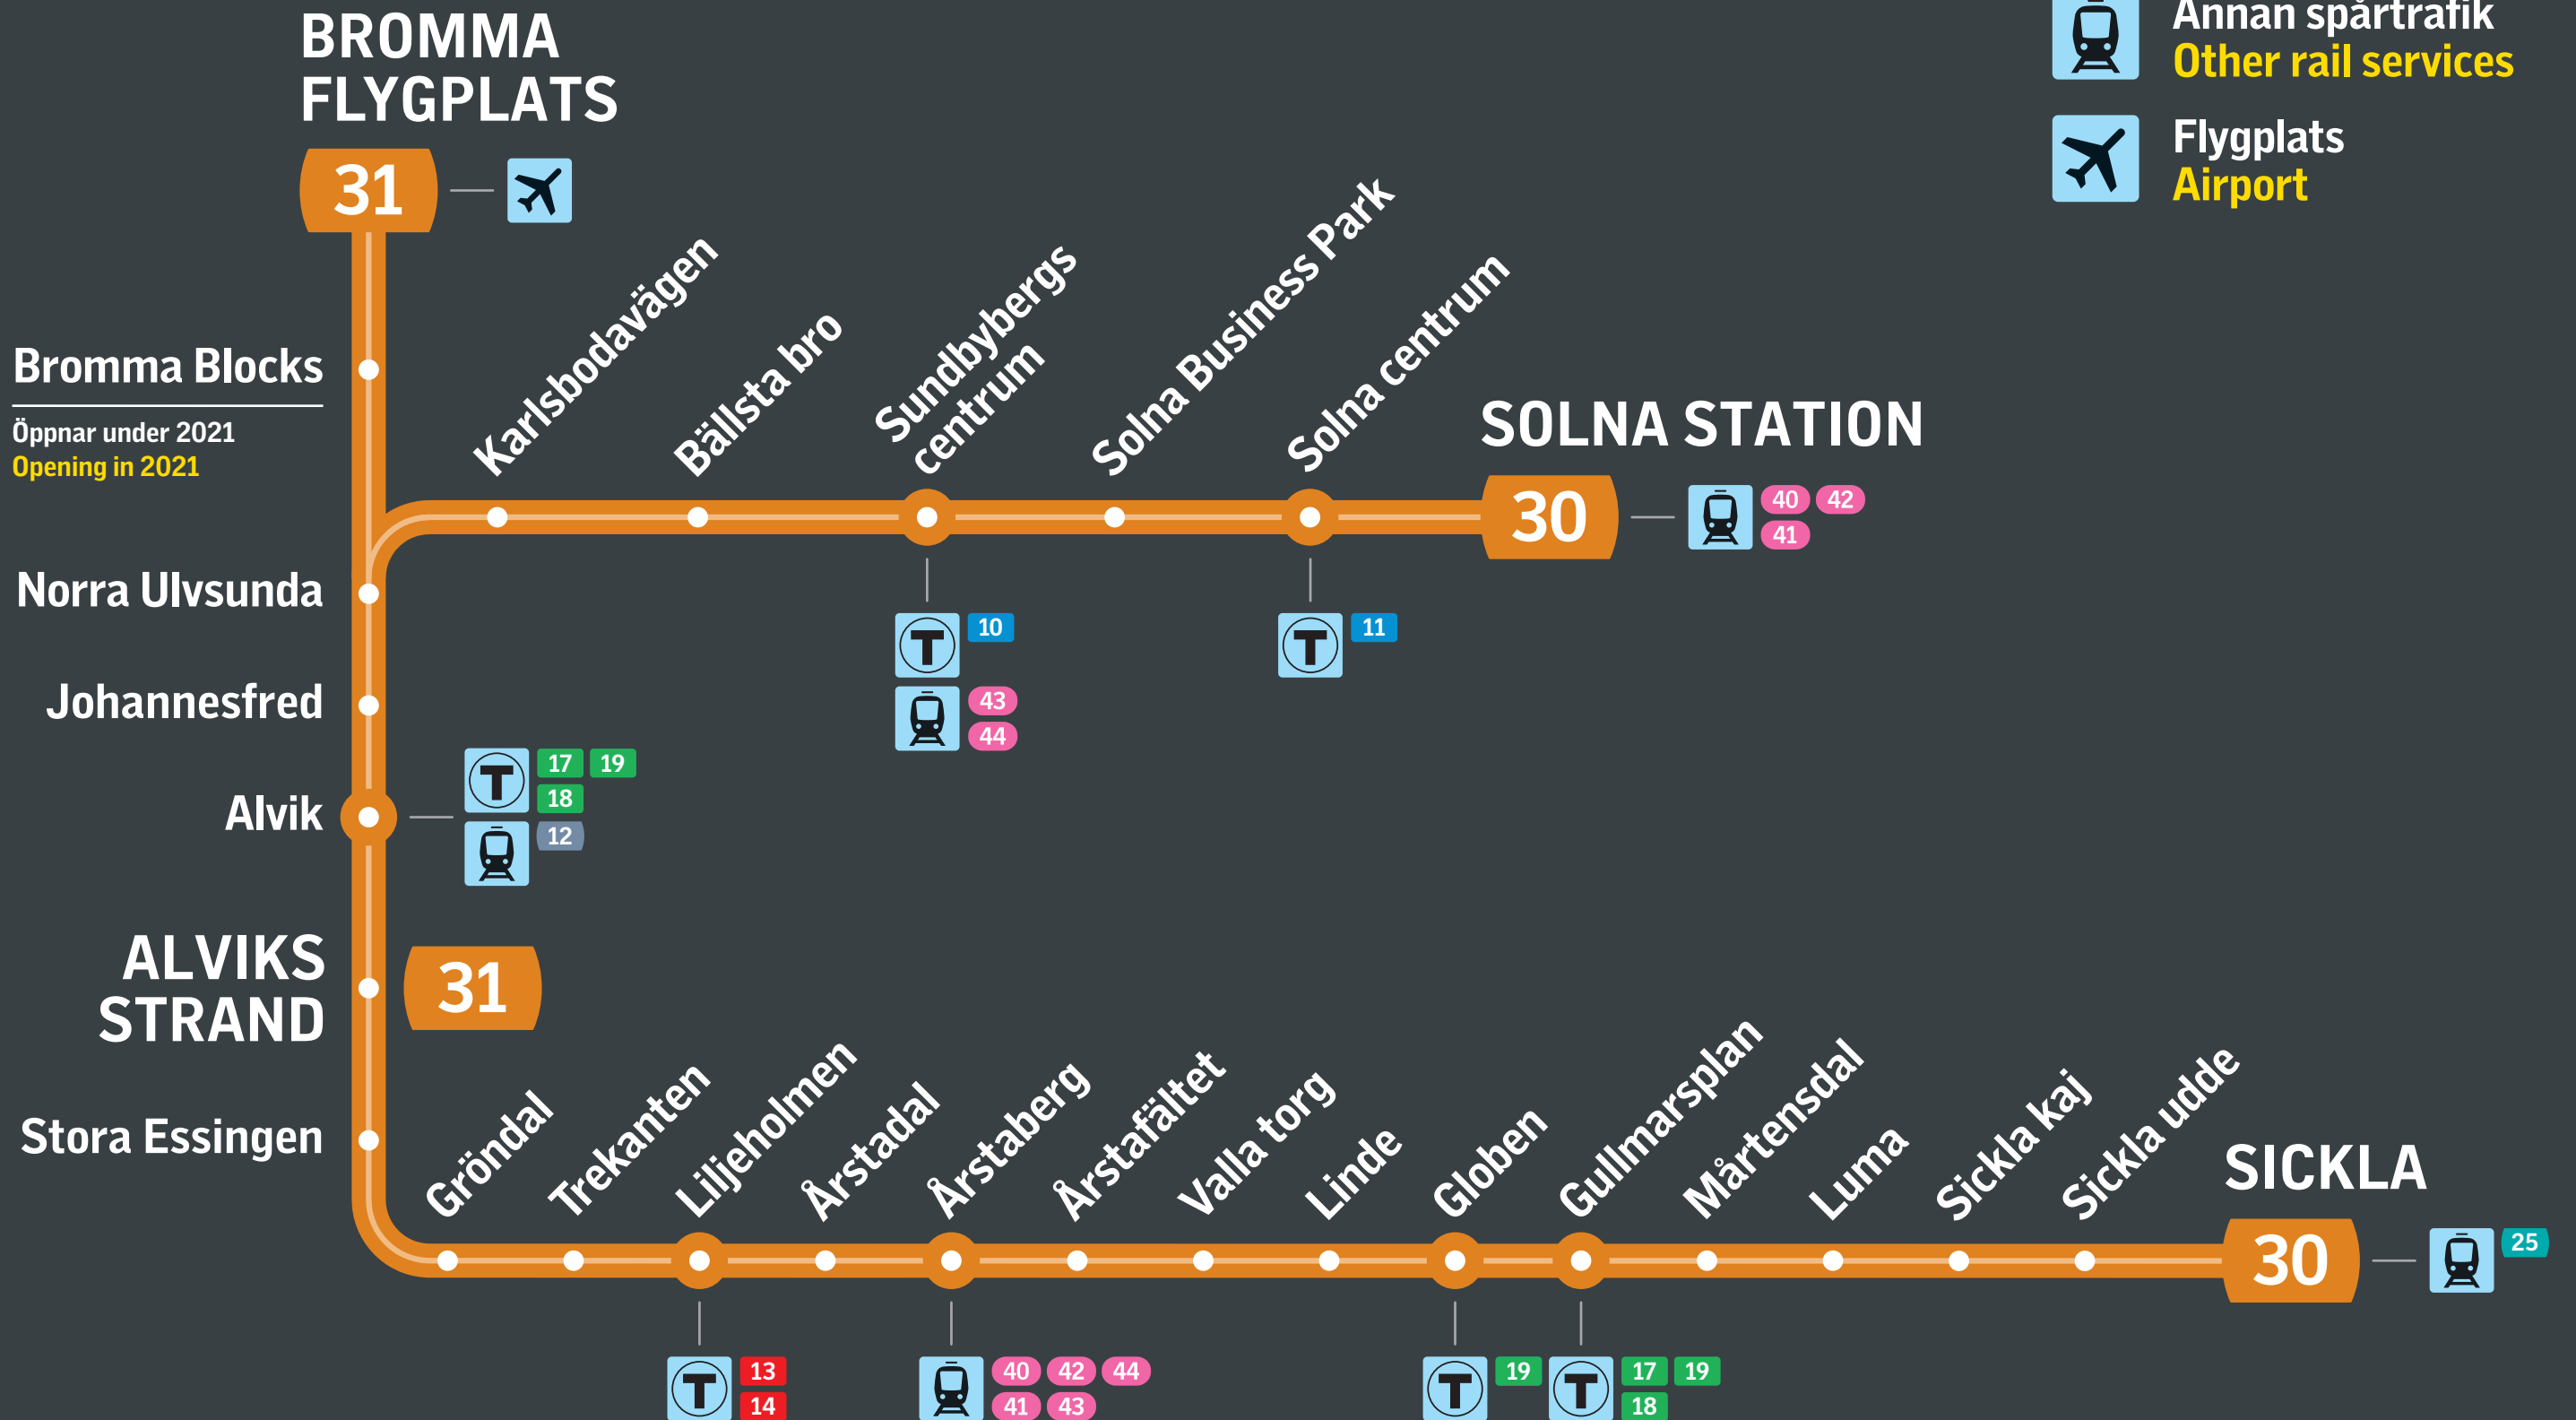 BROMMA
FLYGPLATS
31
Annan spårtrafik
Other rail services
Flygplats
Airport
Bromma Blocks
Öppnar under 2021
Opening in 2021
Karlsbodavägen
Bällsta bro
Sundbybergs
centrum
Solna Business Park
Solna centrum
SOLNA STATION
30
40 42
41
Norra Ulvsunda
10
43
44
11
Johannesfred
Alvik
17 19
18
12
ALVIKS
STRAND
31
Stora Essingen
Gröndal
Trekanten
Liljeholmen
Årstadal
Årstaberg
Årstafältet
Valla torg
Linde
Globen
Gullmarsplan
Mårtensdal
Luma
Sickla kaj
Sickla udde
SICKLA
30
25
T 13
14
40 42 44
41 43
T 19
T 17 19
18